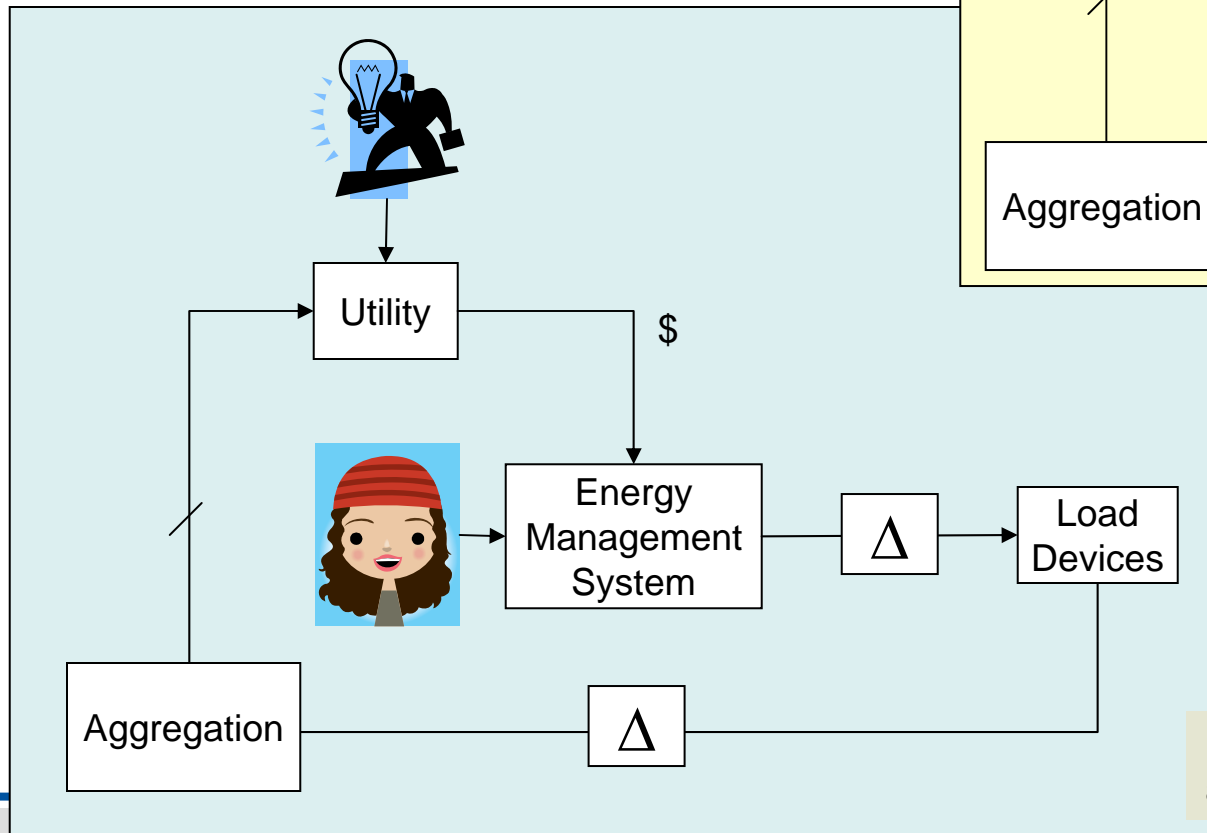 Aggregation
Utility
$
Energy
Management
System
Δ
Load
Devices
Aggregation
Δ